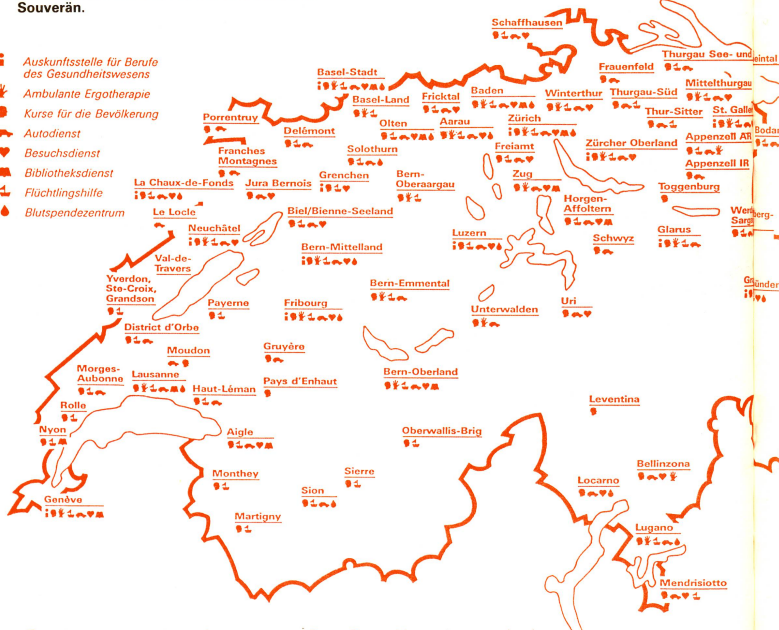 Souverän.
Auskunftsstelle für Berufe
des Gesundheitswesens
Ambulante Ergotherapie
Kurse für die Bevölkerung
Autodienst
Besuchsdienst
Bibliotheksdienst
Flüchtlingshilfe
Blutspendezentrum
Schaffhausen
Thurgau See- und
Frauenfeld
Basel-Stadt
Mittelthurgau
Basel-Land
Fricktal
Baden
Winterthur
Thurgau-Süd
Porrentruy
Delémont
Olten
Aarau
Zürich
Thur-Sitter
St. Galle
Appenzell AR
Franches
Montagnes
Solothurn
Freiamt
Zürcher Oberland
Appenzell IR
La Chaux-de-Fonds
Jura Bernois
Grenchen
Bern-
Oberaargau
Zug
Toggenburg
Le Locle
Biel/Bienne-Seeland
Horgen-
Affoltern
Neuchâtel
Bern-Mittelland
Luzern
Schwyz
Glarus
Val-de-
Travers
Yverdon,
Ste-Croix,
Grandson
Bern-Emmental
Payerne
Fribourg
Unterwalden
Uri
District d'Orbe
Moudon
Gruyère
Morges-
Aubonne
Lausanne
Haut-Léman
Pays d'Enhaut
Bern-Oberland
Rolle
Leventina
Nyon
Aigle
Oberwallis-Brig
Monthey
Sierre
Bellinzona
Sion
Locarno
Genève
Martigny
Lugano
Mendrisiotto